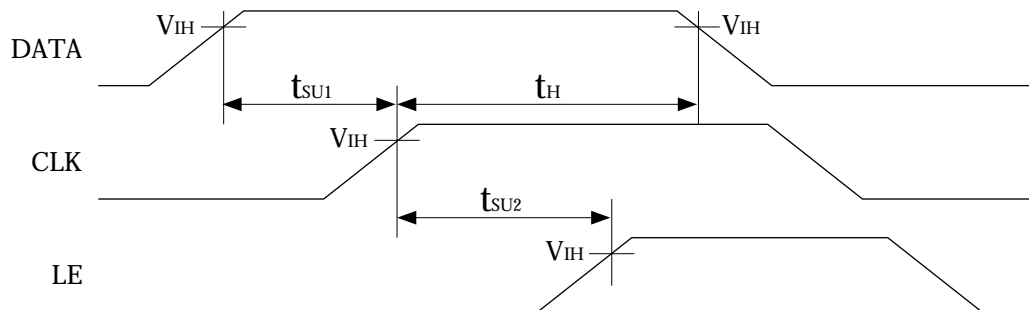 DATA VIH VIH
tSU1 tH
CLK VIH
tSU2
LE VIH